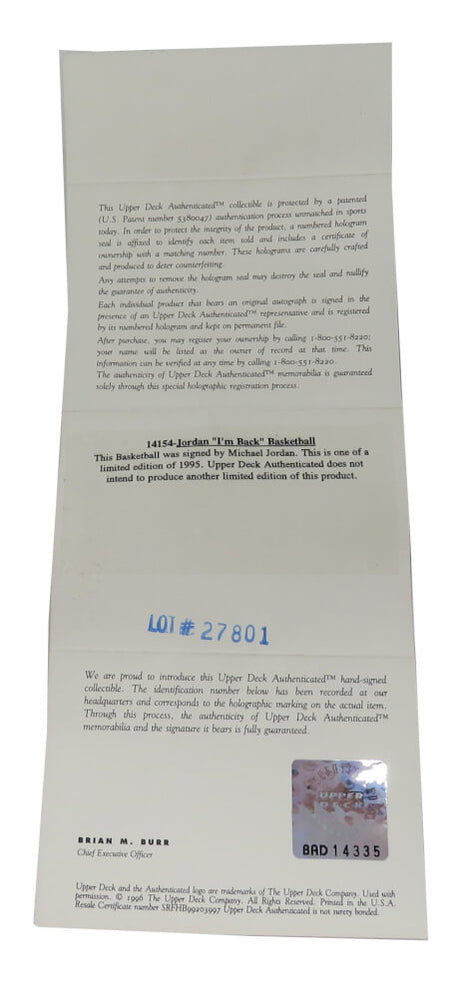 This Upper Deck Authenticated™ collectible is protected by a patented
(U.S. Patent number 5380047) authentication process unmatched in sports
today. In order to protect the integrity of the product, a numbered hologram
seal is affixed to identify each item sold and includes a certificate of
ownership with a matching number. These holograms are carefully crafted
and produced to deter counterfeiting.
Any attempts to remove the hologram seal may destroy the seal and nullify
the guarantee of authenticity.
Each individual product that bears an original autograph is signed in the
presence of an Upper Deck Authenticated™ representative and is registered
by its numbered hologram and kept on permanent file.
After purchase, you may register your ownership by calling 1-800-551-8220;
your name will be listed as the owner of record at that time. This
information can be verified at any time by calling 1-800-551-8220.
The authenticity of Upper Deck Authenticated™ memorabilia is guaranteed
solely through this special holographic registration process.
14154-Jordan "I'm Back" Basketball
This Basketball was signed by Michael Jordan. This is one of a
limited edition of 1995. Upper Deck Authenticated does not
intend to produce another limited edition of this product.
LOT # 27801
We are proud to introduce this Upper Deck Authenticated™ hand-signed
collectible. The identification number below has been recorded at our
headquarters and corresponds to the holographic marking on the actual item.
Through this process, the authenticity of Upper Deck Authenticated™
memorabilia and the signature it bears is fully guaranteed.
UPPER
DECK
BAD14335
BRIAN M. BURR
Chief Executive Officer
Upper Deck and the Authenticated logo are trademarks of The Upper Deck Company. Used with
permission. © 1996 The Upper Deck Company. All Rights Reserved. Printed in the U.S.A.
Resale Certificate number SRFHB99203997 Upper Deck Authenticated is not surety bonded.